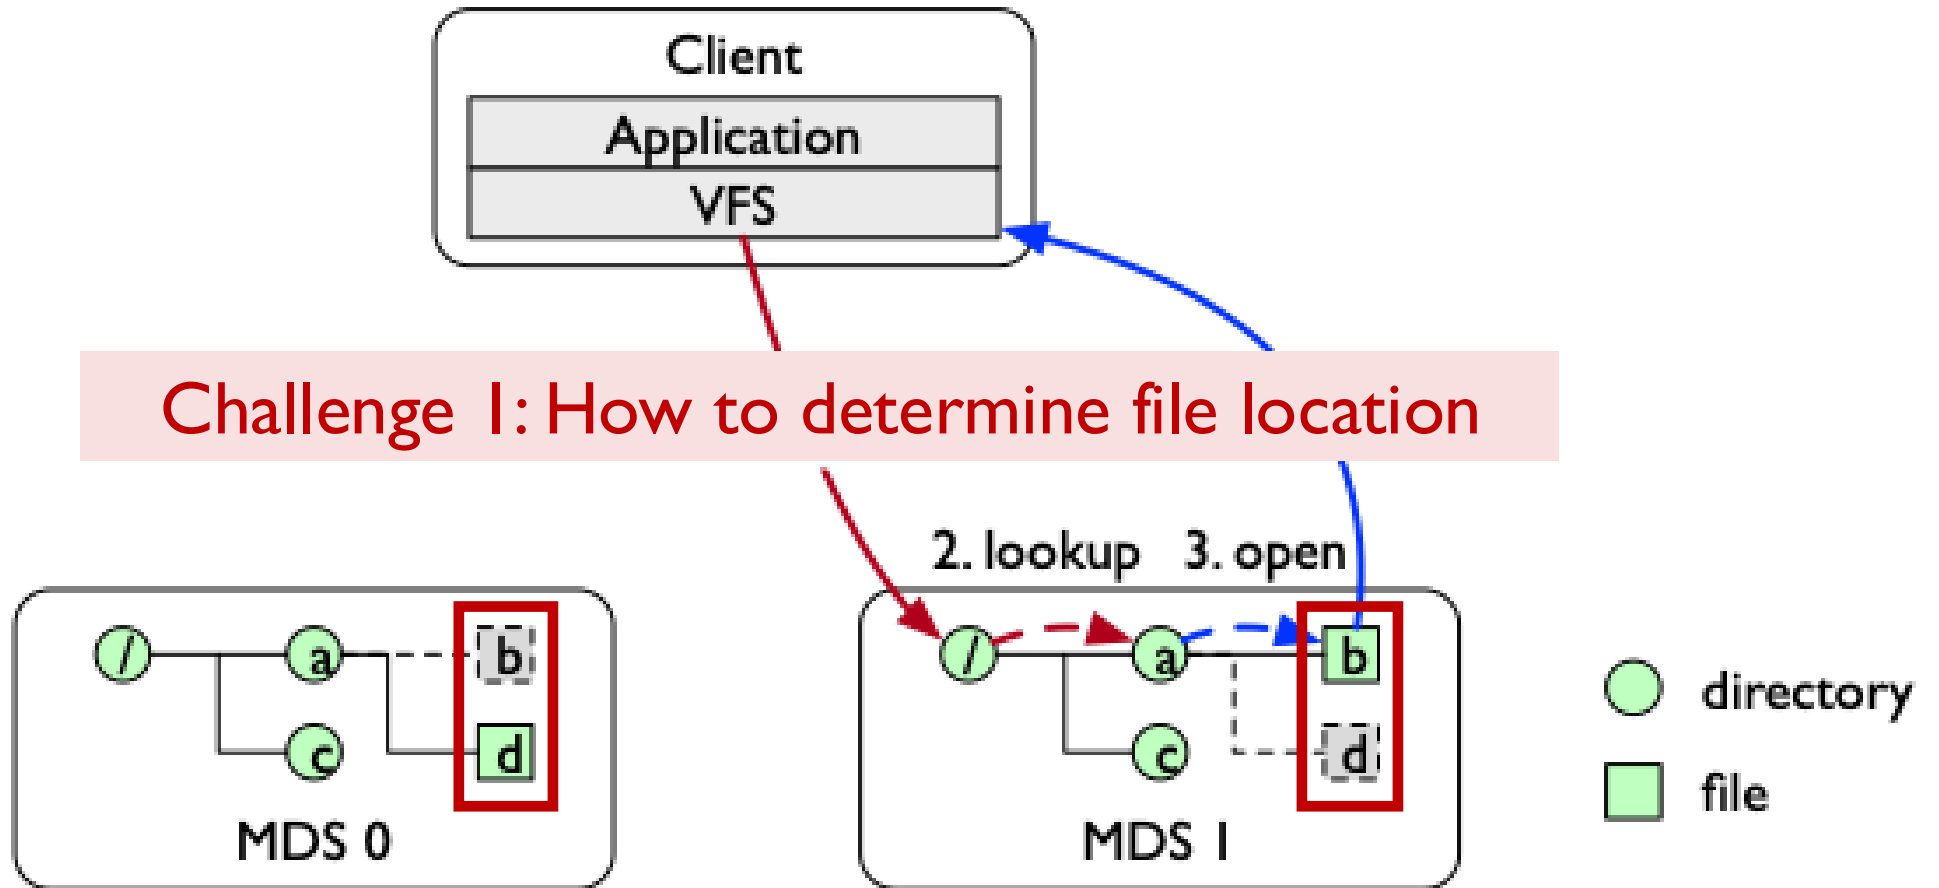 Client
Application
VFS
Challenge 1: How to determine file location
2. lookup 3. open
/ a b
c d
MDS 0
/ a b
c d
MDS 1
directory
file